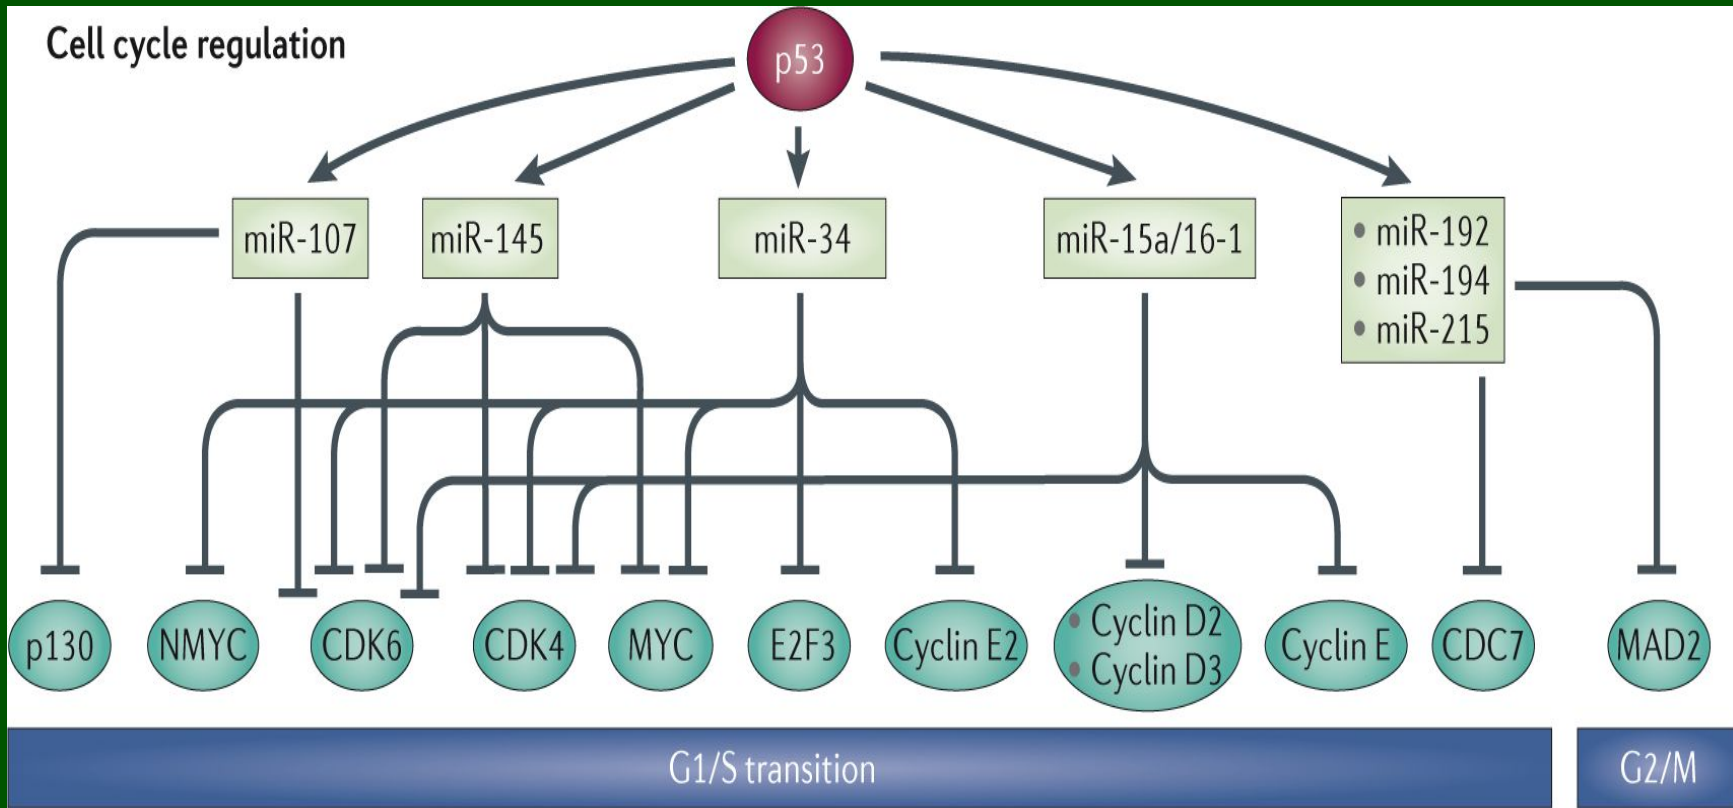 Cell cycle regulation
p53
miR-107
miR-145
miR-34
miR-15a/16-1
• miR-192
• miR-194
• miR-215
p130
NMYC
CDK6
CDK4
MYC
E2F3
Cyclin E2
• Cyclin D2
• Cyclin D3
Cyclin E
CDC7
MAD2
G1/S transition
G2/M